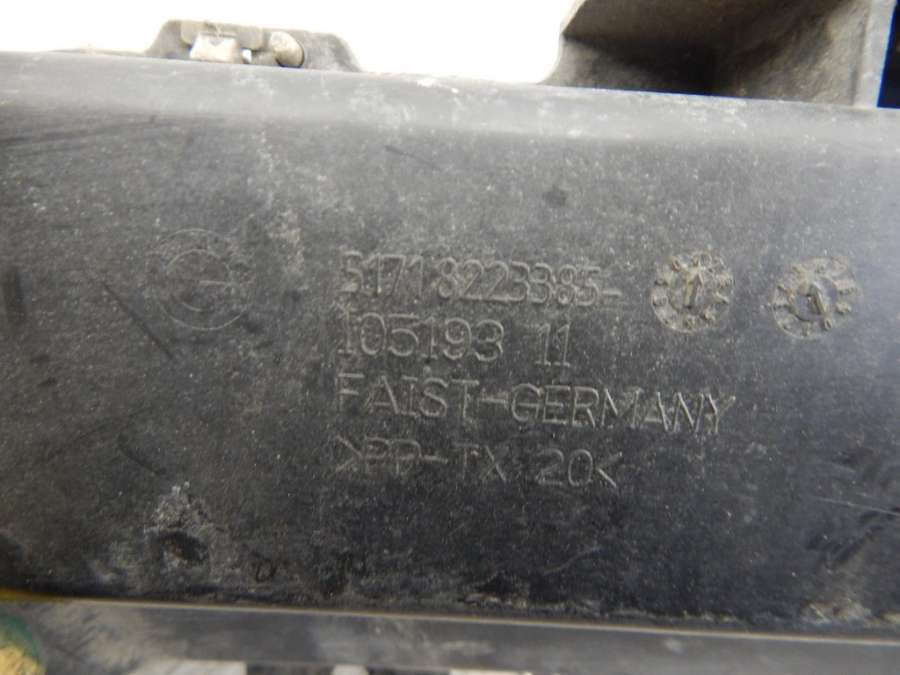 51718223385-
105193 11
FAIST-GERMANY
>PP-TX 20<